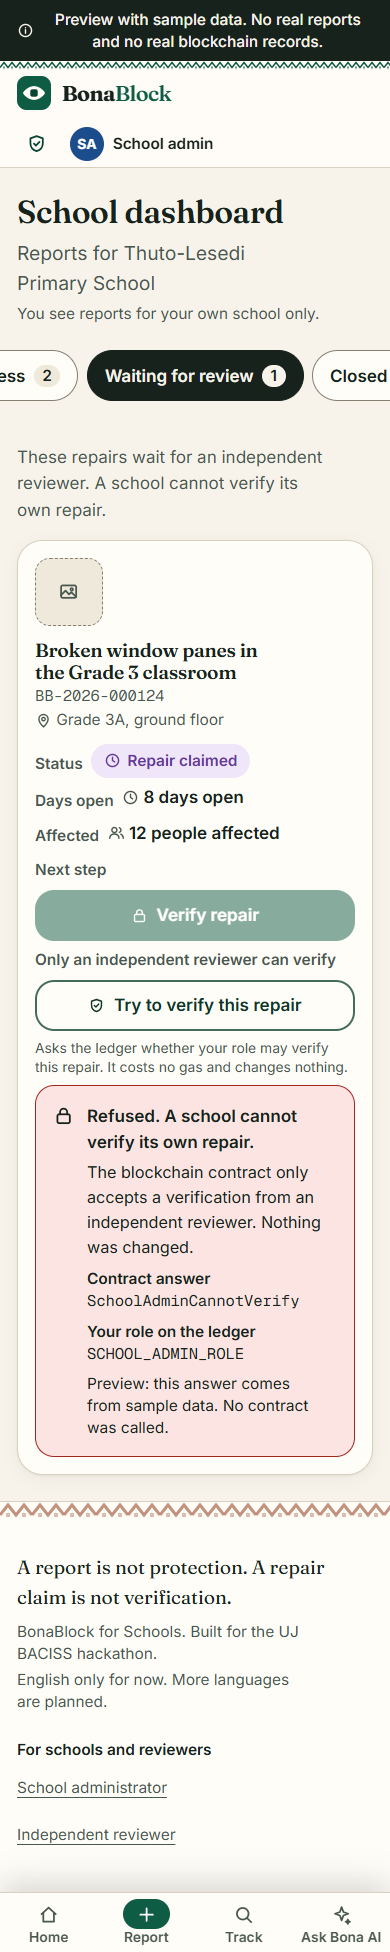 Preview with sample data. No real reports
and no real blockchain records.
BonaBlock
SA School admin
School dashboard
Reports for Thuto-Lesedi
Primary School
You see reports for your own school only.
ess 2 Waiting for review 1 Closed
These repairs wait for an independent
reviewer. A school cannot verify its
own repair.
Broken window panes in
the Grade 3 classroom
BB-2026-000124
Grade 3A, ground floor
Status Repair claimed
Days open 8 days open
Affected 12 people affected
Next step
Verify repair
Only an independent reviewer can verify
Try to verify this repair
Asks the ledger whether your role may verify
this repair. It costs no gas and changes nothing.
Refused. A school cannot
verify its own repair.
The blockchain contract only
accepts a verification from an
independent reviewer. Nothing
was changed.
Contract answer
SchoolAdminCannotVerify
Your role on the ledger
SCHOOL_ADMIN_ROLE
Preview: this answer comes
from sample data. No contract
was called.
A report is not protection. A repair
claim is not verification.
BonaBlock for Schools. Built for the UJ
BACISS hackathon.
English only for now. More languages
are planned.
For schools and reviewers
School administrator
Independent reviewer
Home Report Track Ask Bona AI